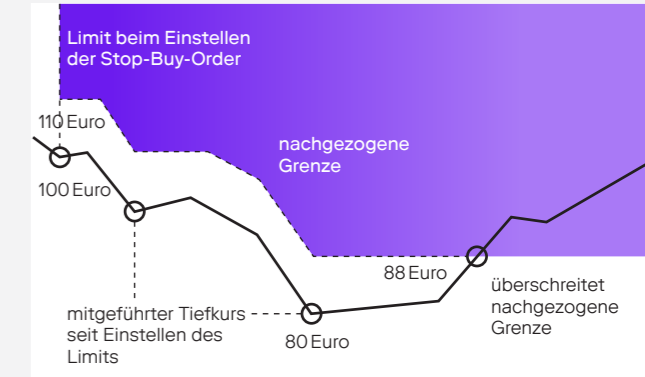 Limit beim Einstellen
der Stop-Buy-Order
110 Euro
nachgezogene
Grenze
100 Euro
88 Euro
überschreitet
nachgezogene
Grenze
mitgeführter Tiefkurs
seit Einstellen des
Limits
80 Euro